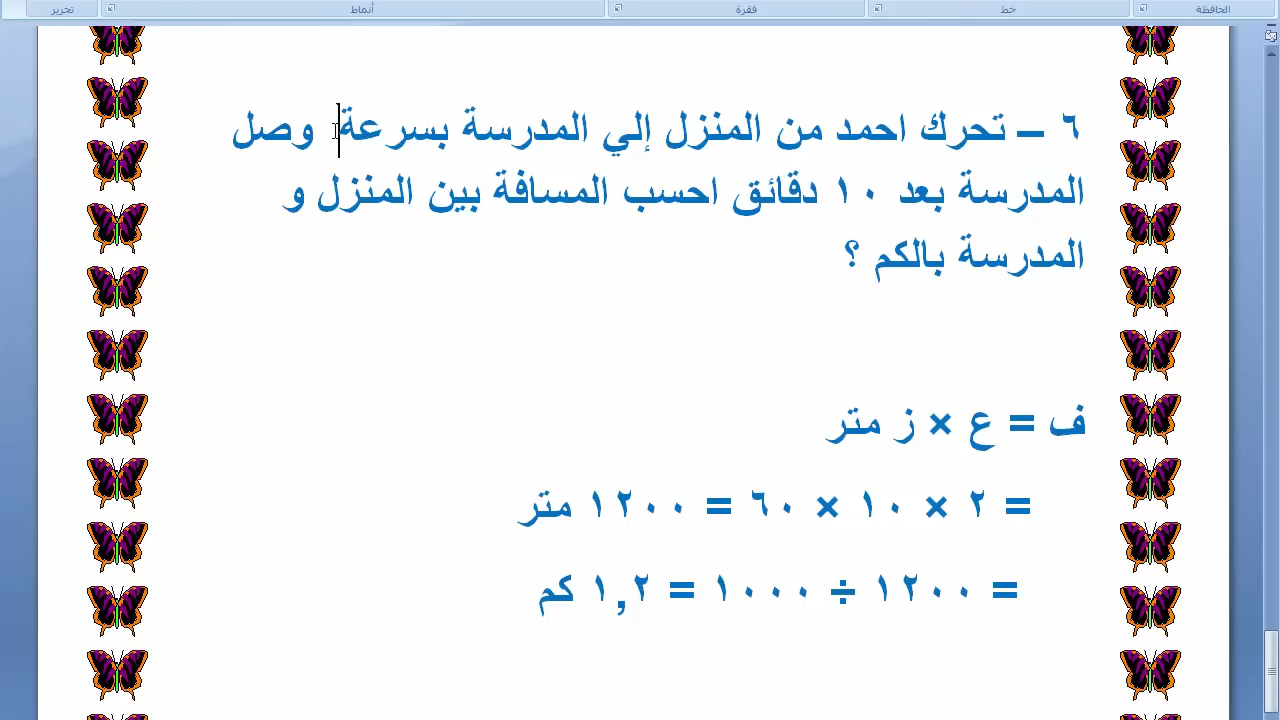 الحافظة خط فقرة أنماط تحرير
٦ – تحرك احمد من المنزل إلي المدرسة بسرعة وصل
المدرسة بعد ١٠ دقائق احسب المسافة بين المنزل و
المدرسة بالكم ؟
ف = ع × ز متر
= ٢ × ١٠ × ٦٠ = ١٢٠٠ متر
= ١٢٠٠ ÷ ١٠٠٠ = ١,٢ كم